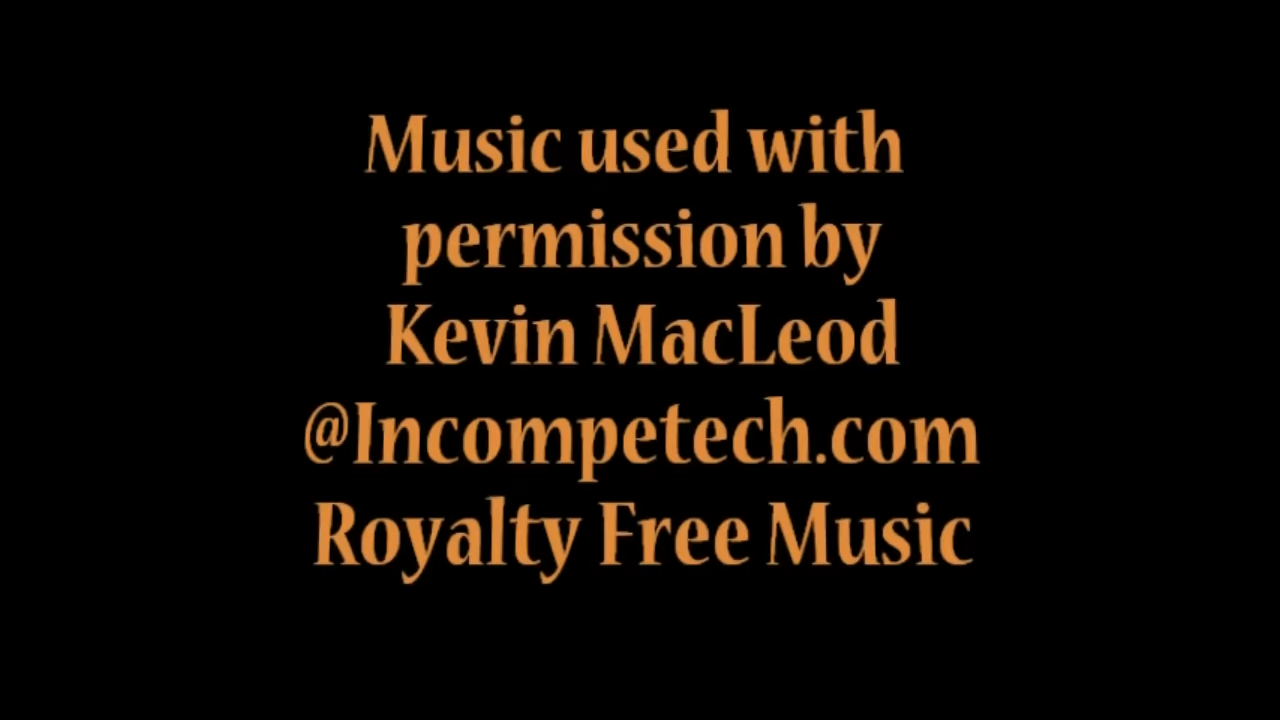 Music used with
permission by
Kevin MacLeod
@Incompetech.com
Royalty Free Music